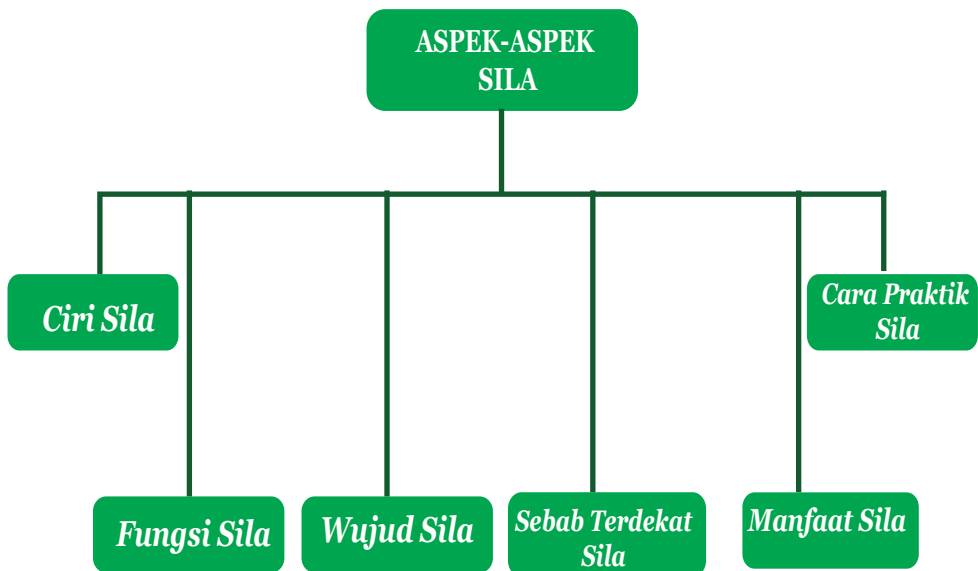 ASPEK-ASPEK
SILA
Ciri Sila
Cara Praktik
Sila
Fungsi Sila
Wujud Sila
Sebab Terdekat
Sila
Manfaat Sila